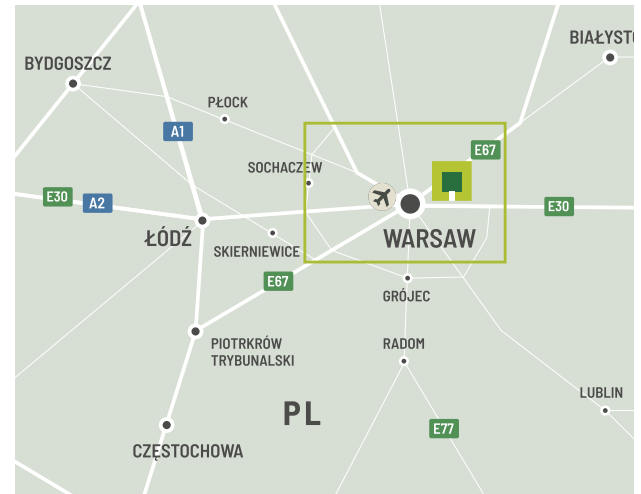 BIAŁYSTO
BYDGOSZCZ
PŁOCK
A1
E67
SOCHACZEW
E30
A2
E30
ŁÓDŹ
WARSAW
SKIERNIEWICE
E67
GRÓJEC
PIOTRKRÓW
TRYBUNALSKI
RADOM
LUBLIN
PL
E77
CZĘSTOCHOWA